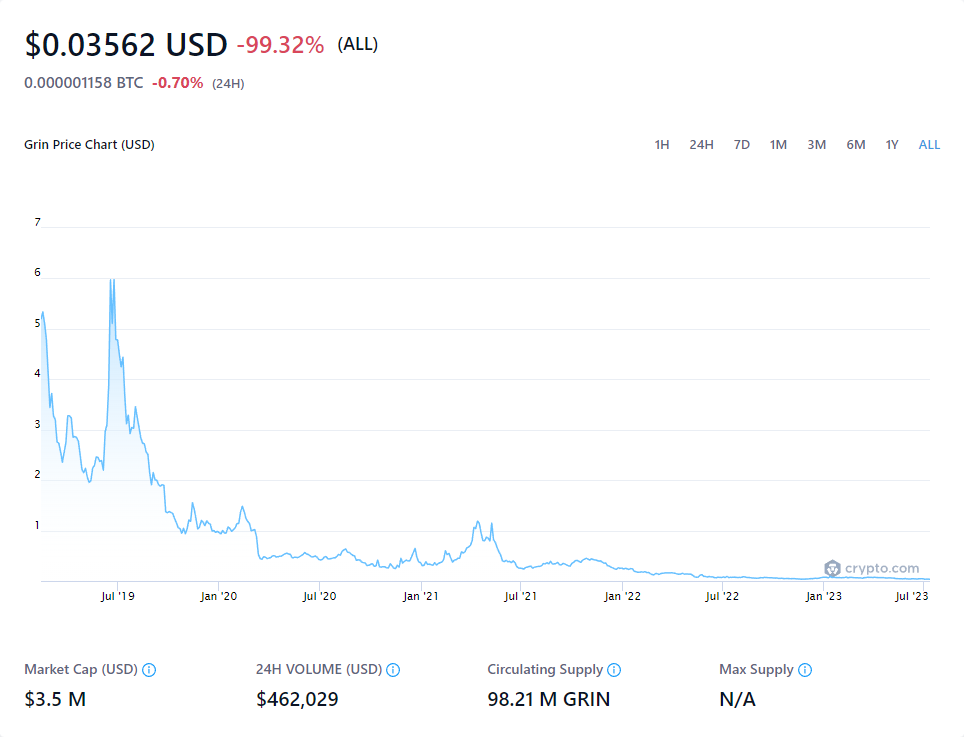 $0.03562 USD -99.32% (ALL)
0.000001158 BTC -0.70% (24H)
Grin Price Chart (USD) 1H 24H 7D 1M 3M 6M 1Y ALL
7
6
5
4
3
2
1
crypto.com
Jul '19 Jan '20 Jul '20 Jan '21 Jul '21 Jan '22 Jul '22 Jan '23 Jul '23
Market Cap (USD) 24H VOLUME (USD) Circulating Supply Max Supply
$3.5 M $462,029 98.21 M GRIN N/A